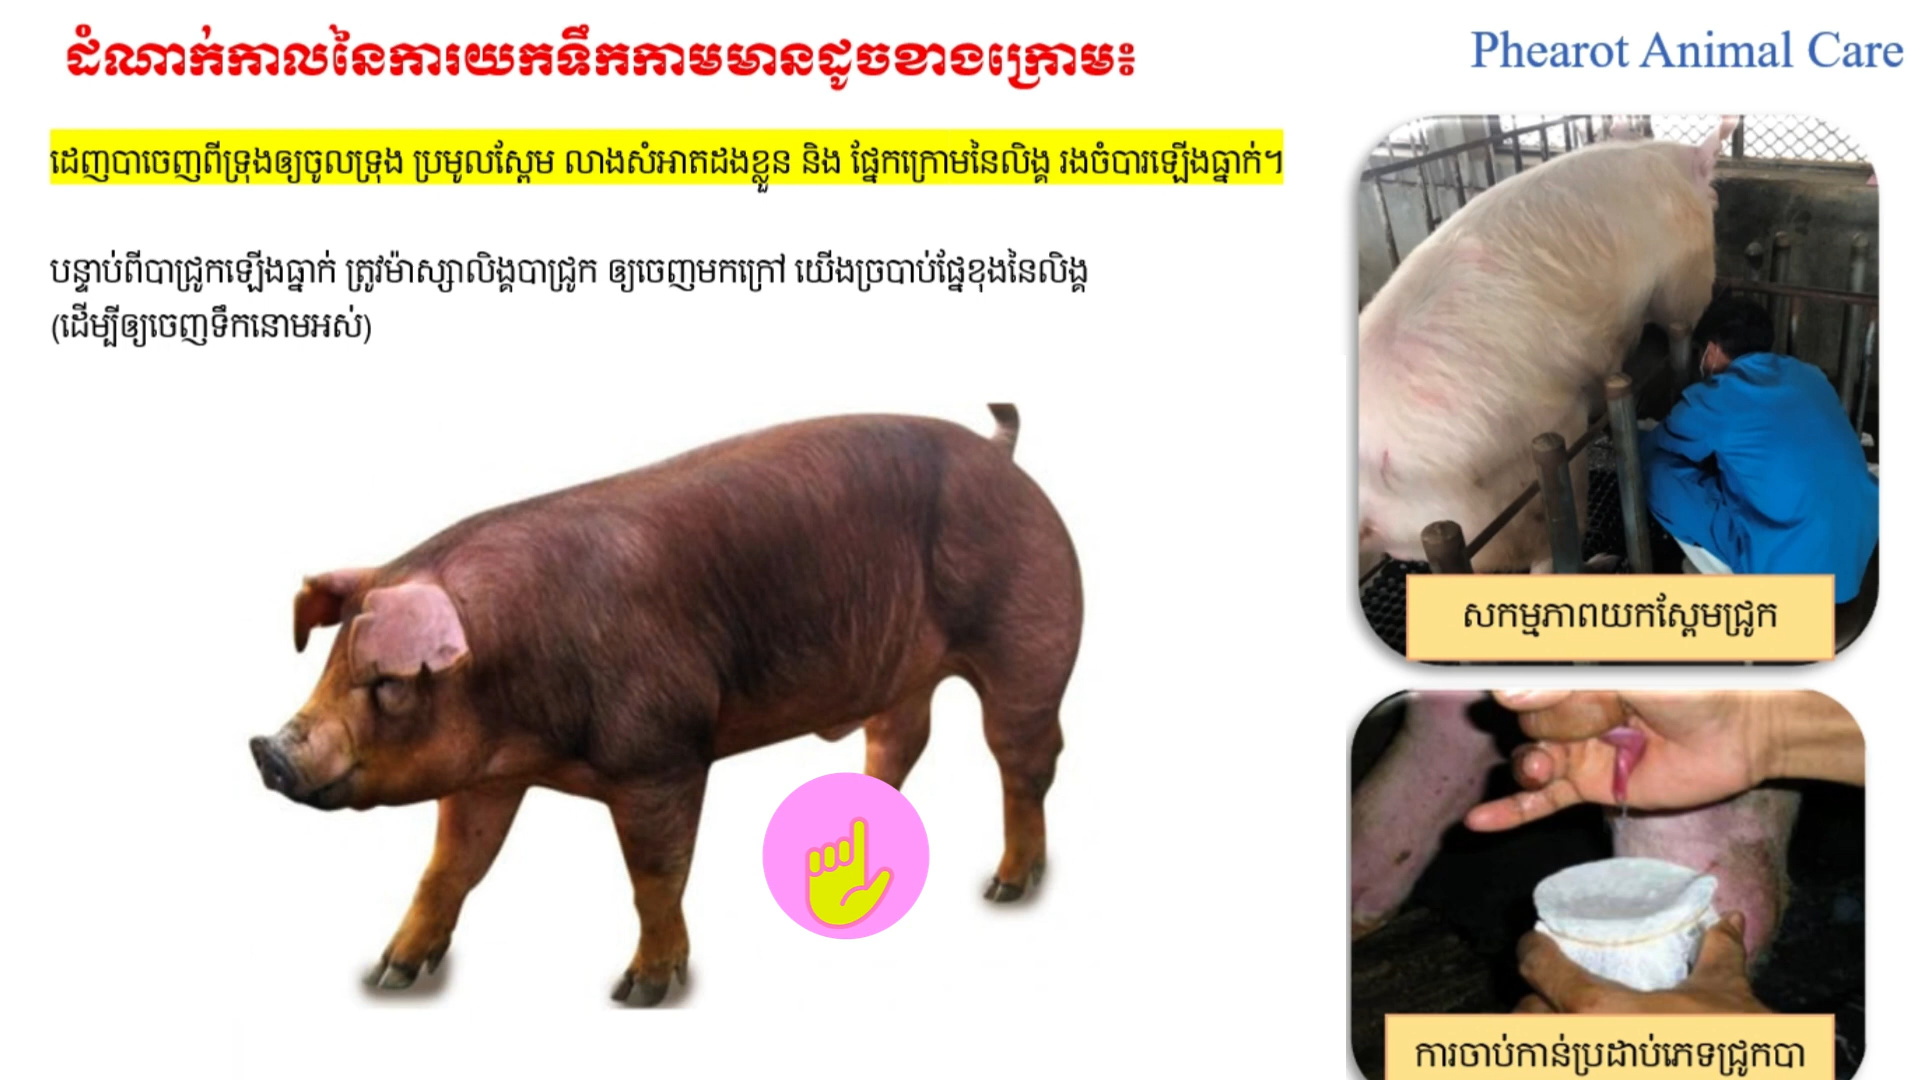 ដំណាក់កាលនៃការយកទឹកកាមមានដូចខាងក្រោម៖
Phearot Animal Care
ដេញបាចេញពីទ្រុងឲ្យចូលទ្រុង ប្រមូលស្ពែម លាងសំអាតដងខ្លួន និង ផ្នែកក្រោមនៃលិង្គ រងចំបារឡើងធ្នាក់។
បន្ទាប់ពីបាជ្រូកឡើងធ្នាក់ ត្រូវម៉ាស្សាលិង្គបាជ្រូក ឲ្យចេញមកក្រៅ យើងច្របាប់ផ្នែខុងនៃលិង្គ
(ដើម្បីឲ្យចេញទឹកនោមអស់)
សកម្មភាពយកស្ពែមជ្រូក
ការចាប់កាន់ប្រដាប់ភេទជ្រូកបា